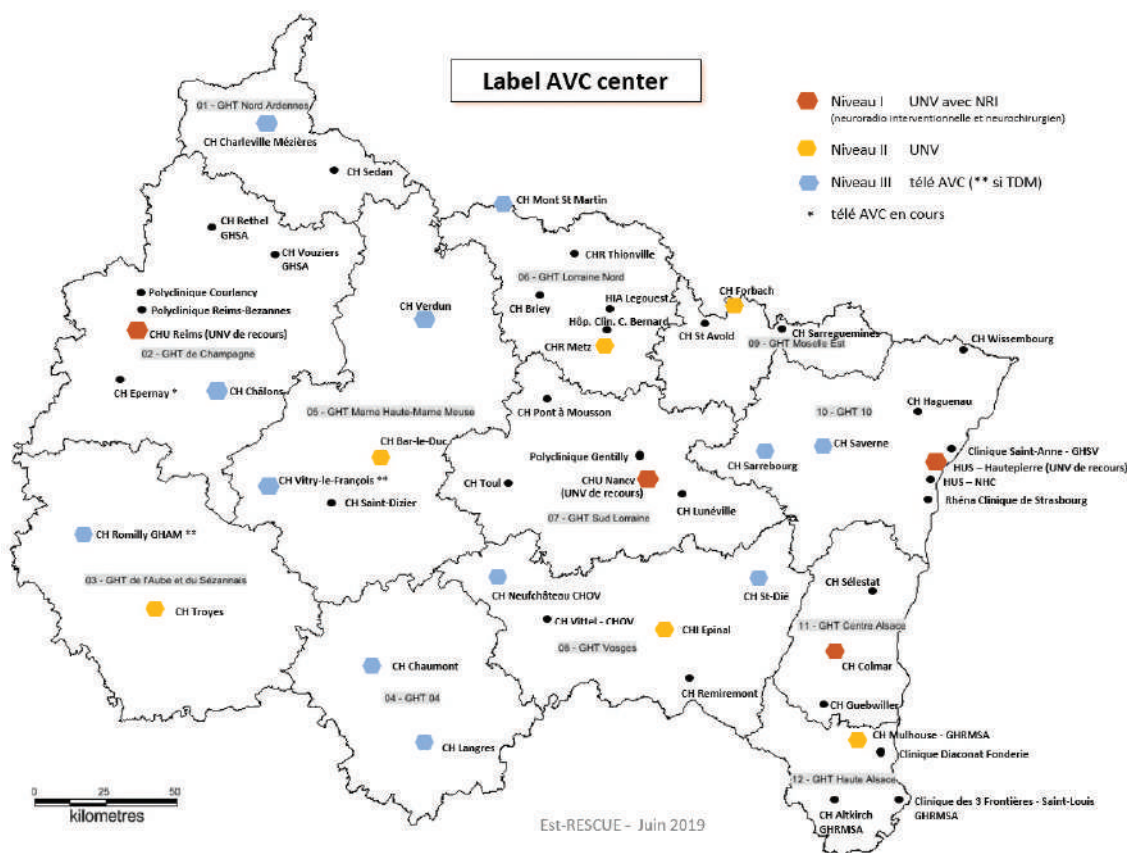 Label AVC center
Niveau I UNV avec NRI
(neuroradio interventionnelle et neurochirurgien)
Niveau II UNV
Niveau III télé AVC (** si TDM)
* télé AVC en cours
01 - GHT Nord Ardennes
CH Charleville Mézières
CH Sedan
CH Mont St Martin
CH Rethel
GHSA
CH Vouziers
GHSA
CHR Thionville
06 - GHT Lorraine Nord
Polyclinique Courlancy
Polyclinique Reims-Bezannes
CHU Reims (UNV de recours)
02 - GHT de Champagne
CH Verdun
CH Briey
HIA Legouest
Hôp. Clin. C. Bernard
CHR Metz
CH Forbach
CH St Avold
CH Sarreguemines
09 - GHT Moselle Est
CH Wissembourg
CH Epernay *
CH Châlons
05 - GHT Marne Haute-Marne Meuse
CH Pont à Mousson
10 - GHT 10
CH Haguenau
CH Bar-le-Duc
Polyclinique Gentilly
CH Sarrebourg
CH Saverne
Clinique Saint-Anne - GHSV
HUS – Hautepierre (UNV de recours)
HUS – NHC
Rhéna Clinique de Strasbourg
CH Vitry-le-François **
CH Saint-Dizier
CH Toul
CHU Nancy
(UNV de recours)
CH Lunéville
07 - GHT Sud Lorraine
CH Romilly GHAM **
03 - GHT de l'Aube et du Sézannais
CH Troyes
CH Neufchâteau CHOV
CH St-Dié
CH Sélestat
CH Vittel - CHOV
CHI Epinal
08 - GHT Vosges
11 - GHT Centre Alsace
CH Colmar
CH Chaumont
04 - GHT 04
CH Remiremont
CH Guebwiller
CH Langres
CH Mulhouse - GHRMSA
Clinique Diaconat Fonderie
12 - GHT Haute Alsace
CH Altkirch
GHRMSA
Clinique des 3 Frontières - Saint-Louis
GHRMSA
0 25 50
kilometres
Est-RESCUE – Juin 2019